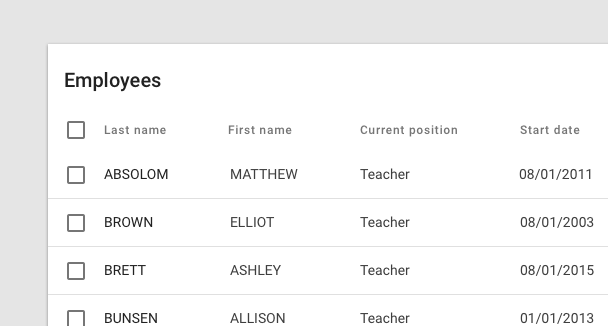 Employees
Last name First name Current position Start date
ABSOLOM MATTHEW Teacher 08/01/2011
BROWN ELLIOT Teacher 08/01/2003
BRETT ASHLEY Teacher 08/01/2015
BUNSEN ALLISON Teacher 01/01/2013